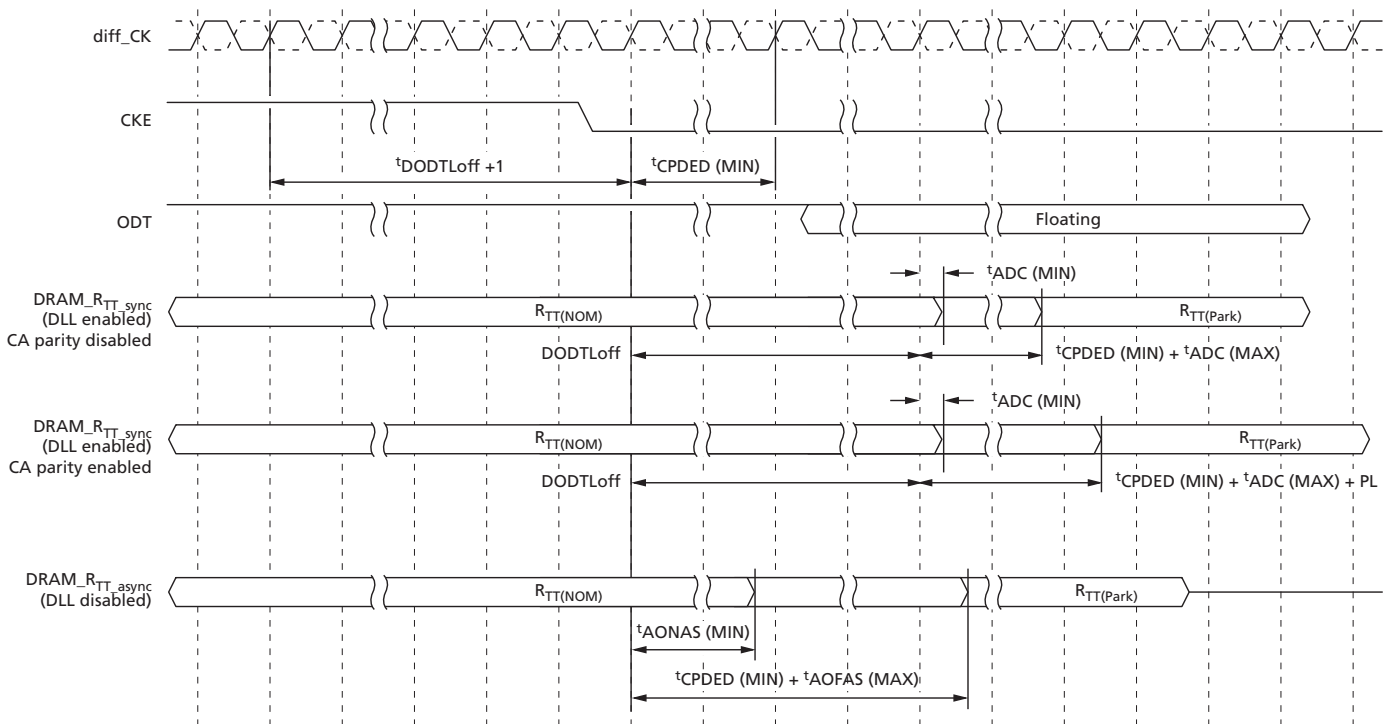 diff_CK
CKE
tDODTLoff +1
tCPDED (MIN)
ODT
Floating
tADC (MIN)
DRAM_RTT_sync
(DLL enabled)
CA parity disabled
RTT(NOM)
RTT(Park)
DODTLoff
tCPDED (MIN) + tADC (MAX)
tADC (MIN)
DRAM_RTT_sync
(DLL enabled)
CA parity enabled
RTT(NOM)
RTT(Park)
DODTLoff
tCPDED (MIN) + tADC (MAX) + PL
DRAM_RTT_async
(DLL disabled)
RTT(NOM)
RTT(Park)
tAONAS (MIN)
tCPDED (MIN) + tAOFAS (MAX)